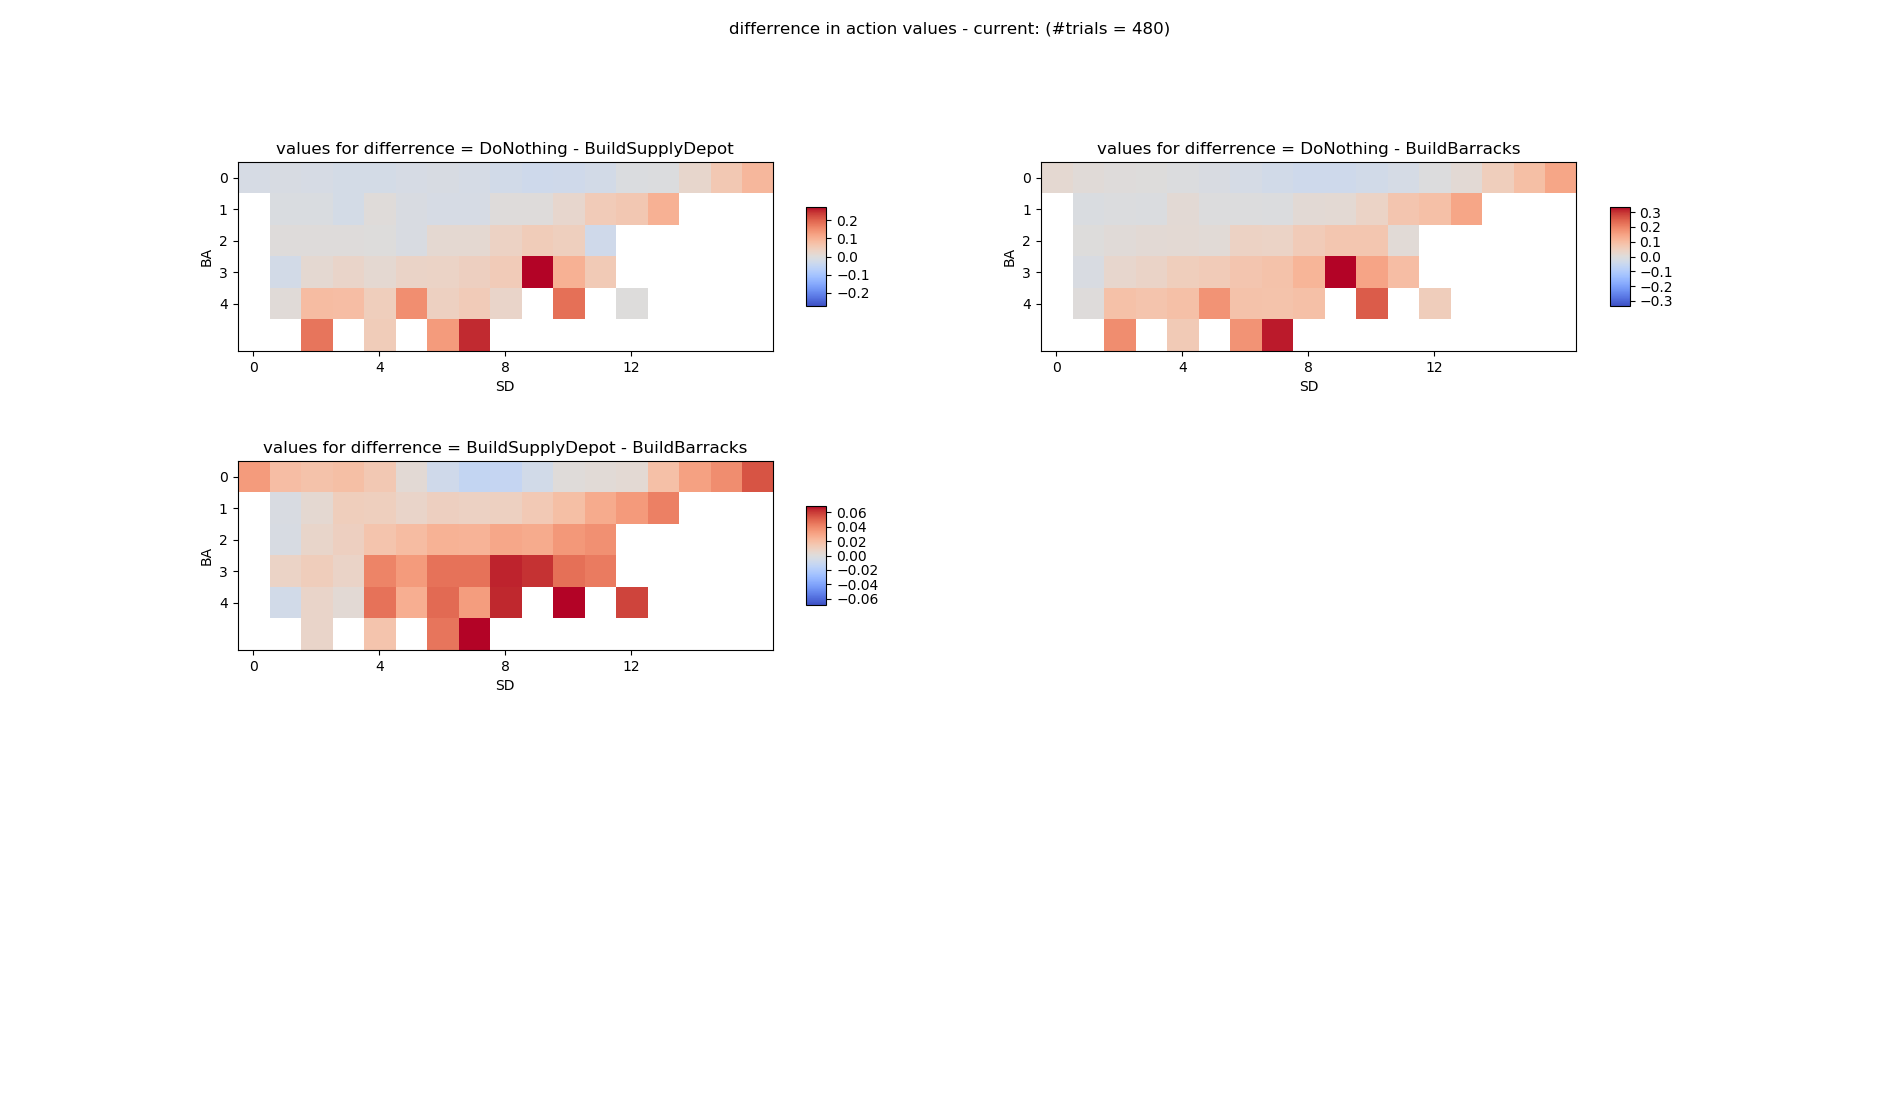 differrence in action values - current: (#trials = 480)
values for differrence = DoNothing - BuildSupplyDepot
0
1
2
3
4
BA
0 4 8 12
SD
0.2
0.1
0.0
−0.1
−0.2
values for differrence = DoNothing - BuildBarracks
0
1
2
3
4
BA
0 4 8 12
SD
0.3
0.2
0.1
0.0
−0.1
−0.2
−0.3
values for differrence = BuildSupplyDepot - BuildBarracks
0
1
2
3
4
BA
0 4 8 12
SD
0.06
0.04
0.02
0.00
−0.02
−0.04
−0.06